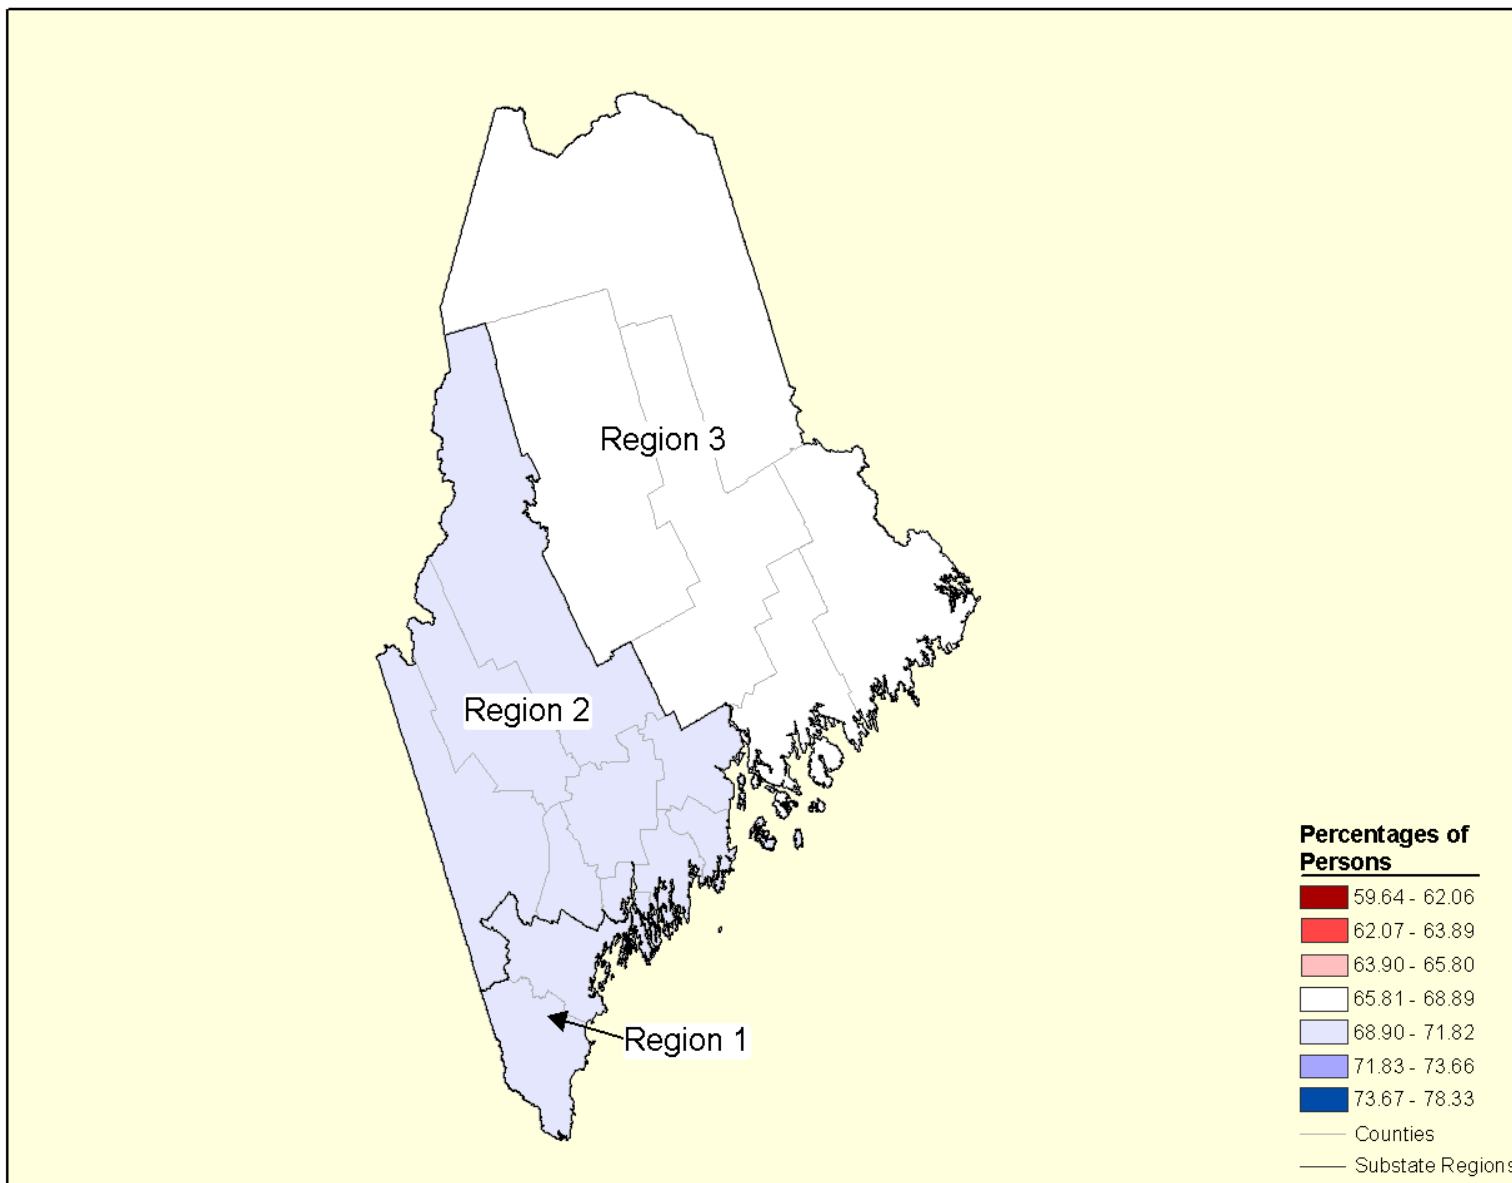 Region 3
Region 2
Region 1
Percentages of
Persons
59.64 - 62.06
62.07 - 63.89
63.90 - 65.80
65.81 - 68.89
68.90 - 71.82
71.83 - 73.66
73.67 - 78.33
Counties
Substate Regions